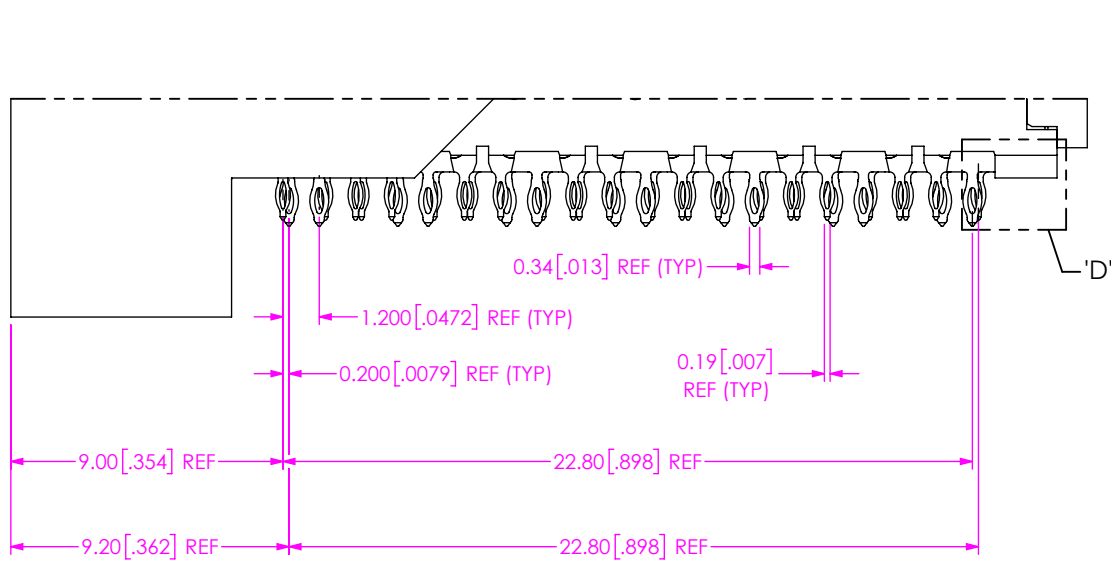 0.34[.013] REF (TYP)
'D'
1.200[.0472] REF (TYP)
0.200[.0079] REF (TYP)
0.19[.007]
REF (TYP)
9.00[.354] REF
22.80[.898] REF
9.20[.362] REF
22.80[.898] REF